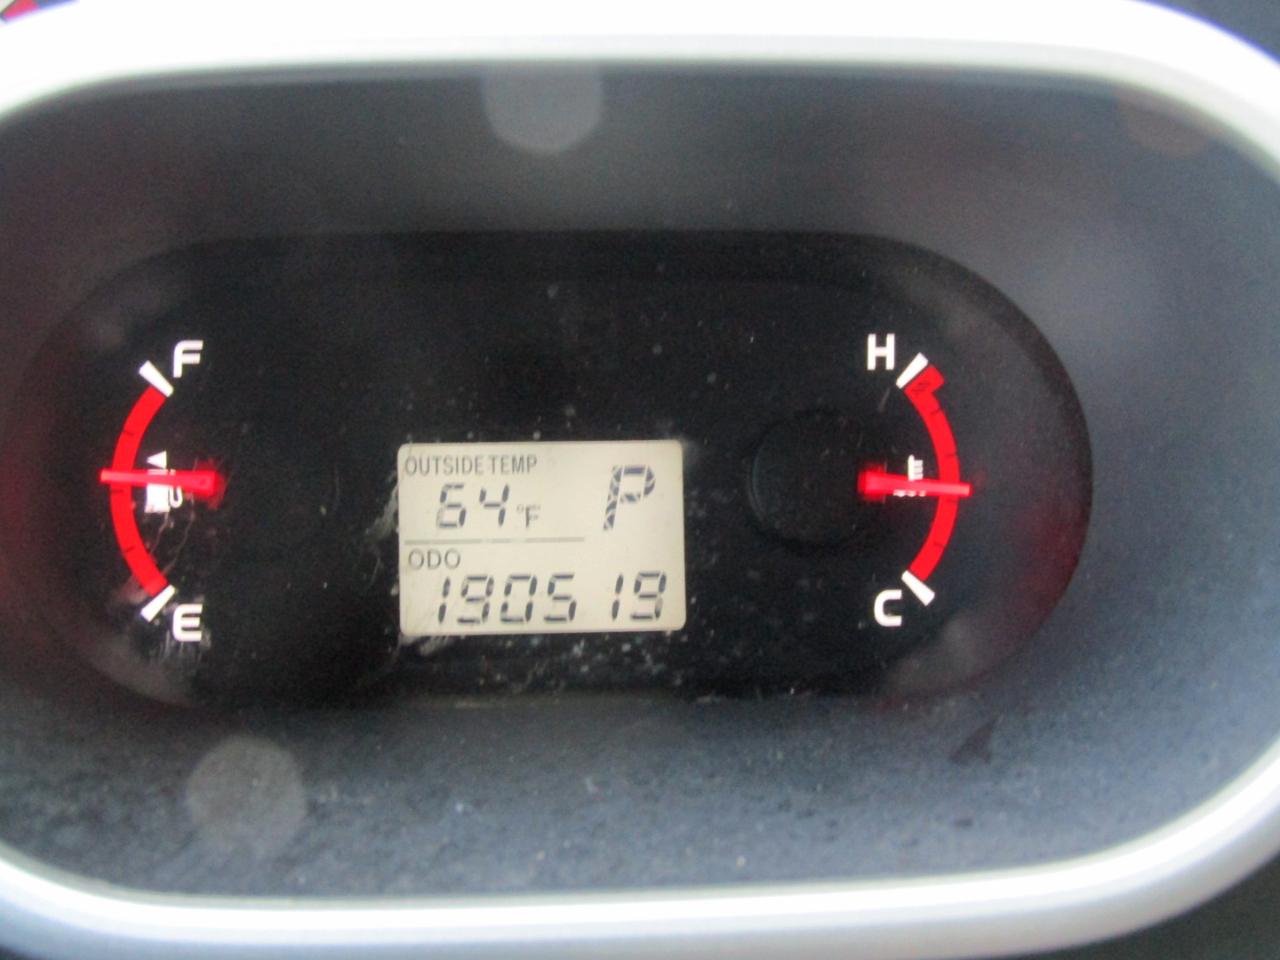 F
H
OUTSIDE TEMP
64°F
P
ODO
190519
E
C